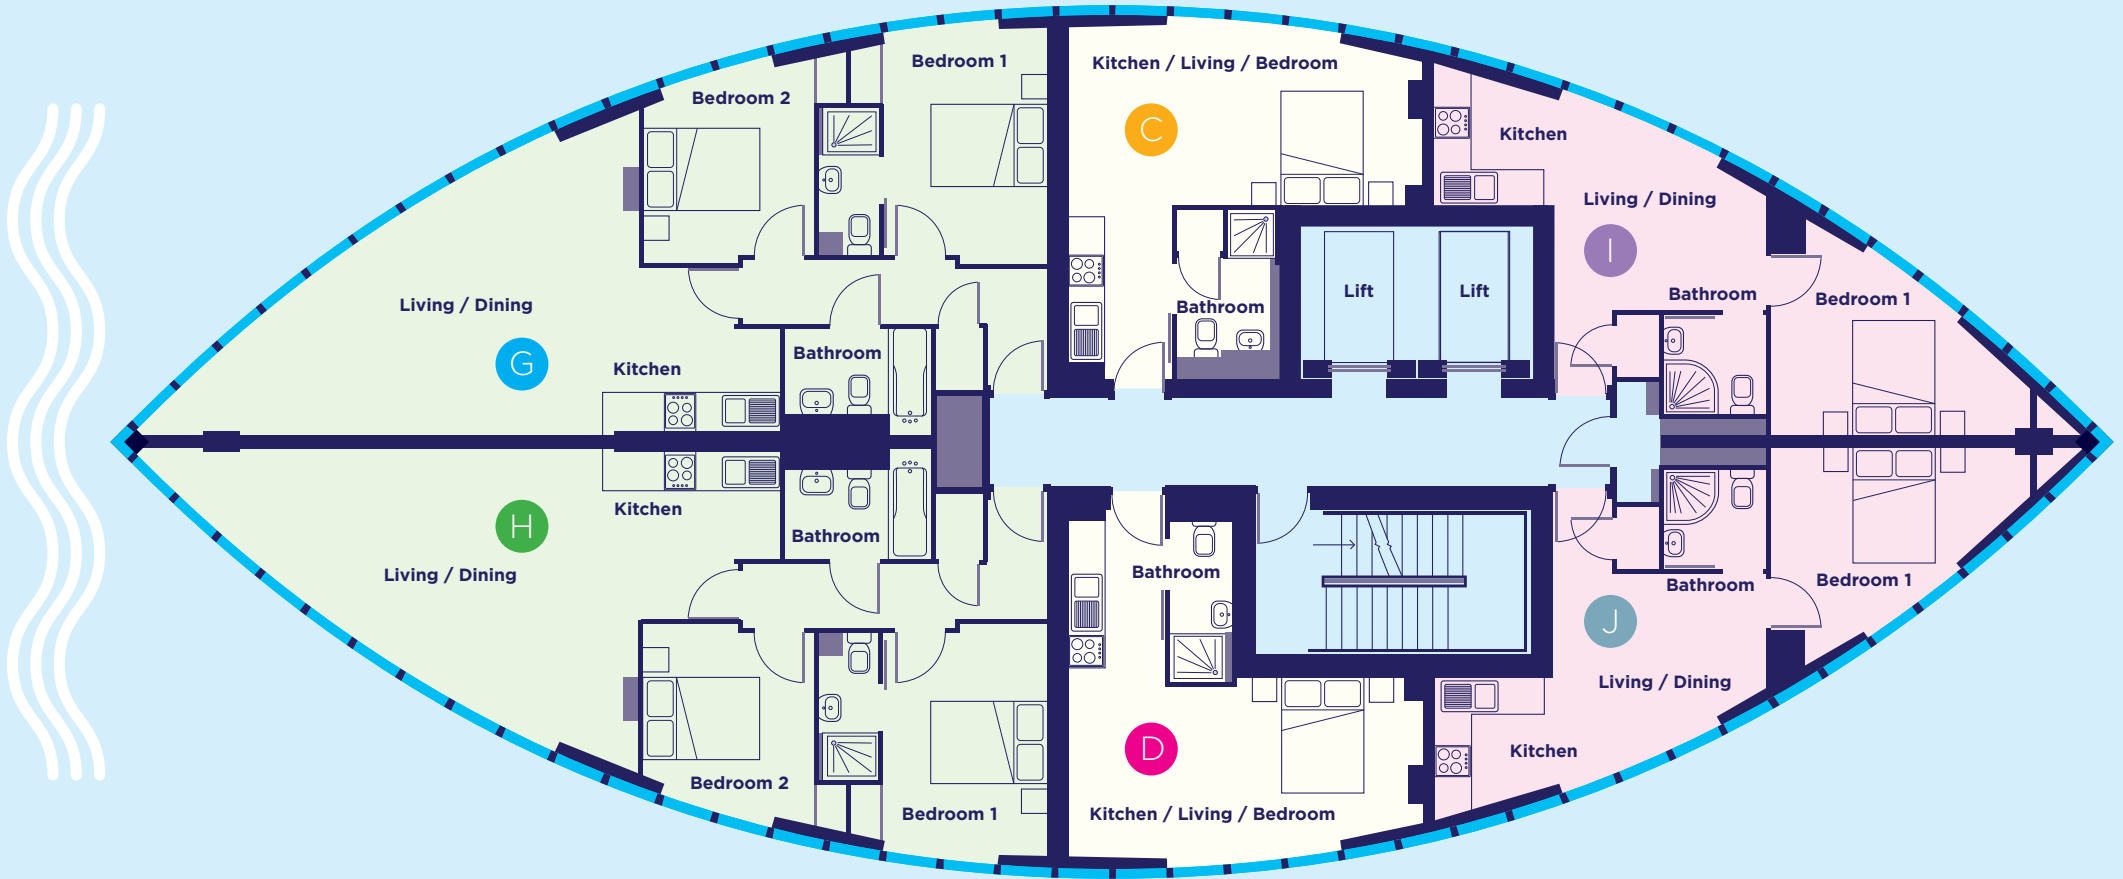 Bedroom 1
Kitchen / Living / Bedroom
Bedroom 2
C
Kitchen
Living / Dining
I
Lift
Lift
Bathroom
Bedroom 1
Living / Dining
Bathroom
Bathroom
G
Kitchen
H
Kitchen
Bathroom
Living / Dining
Bathroom
Bedroom 1
Bathroom
J
Living / Dining
D
Kitchen
Bedroom 2
Bedroom 1
Kitchen / Living / Bedroom